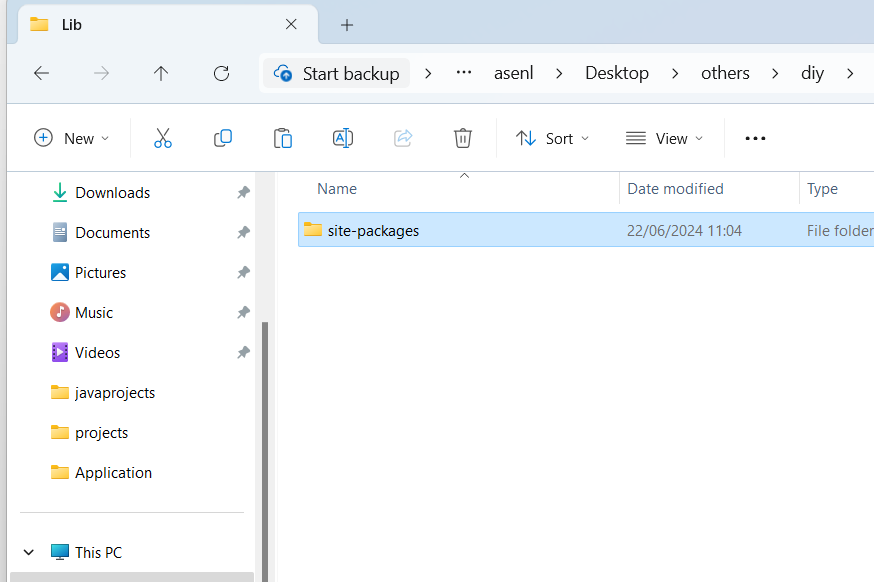 Lib
Start backup > ... asenl > Desktop > others > diy >
New Sort View ...
Name Date modified Type
site-packages 22/06/2024 11:04 File folder
Downloads
Documents
Pictures
Music
Videos
javaprojects
projects
Application
This PC